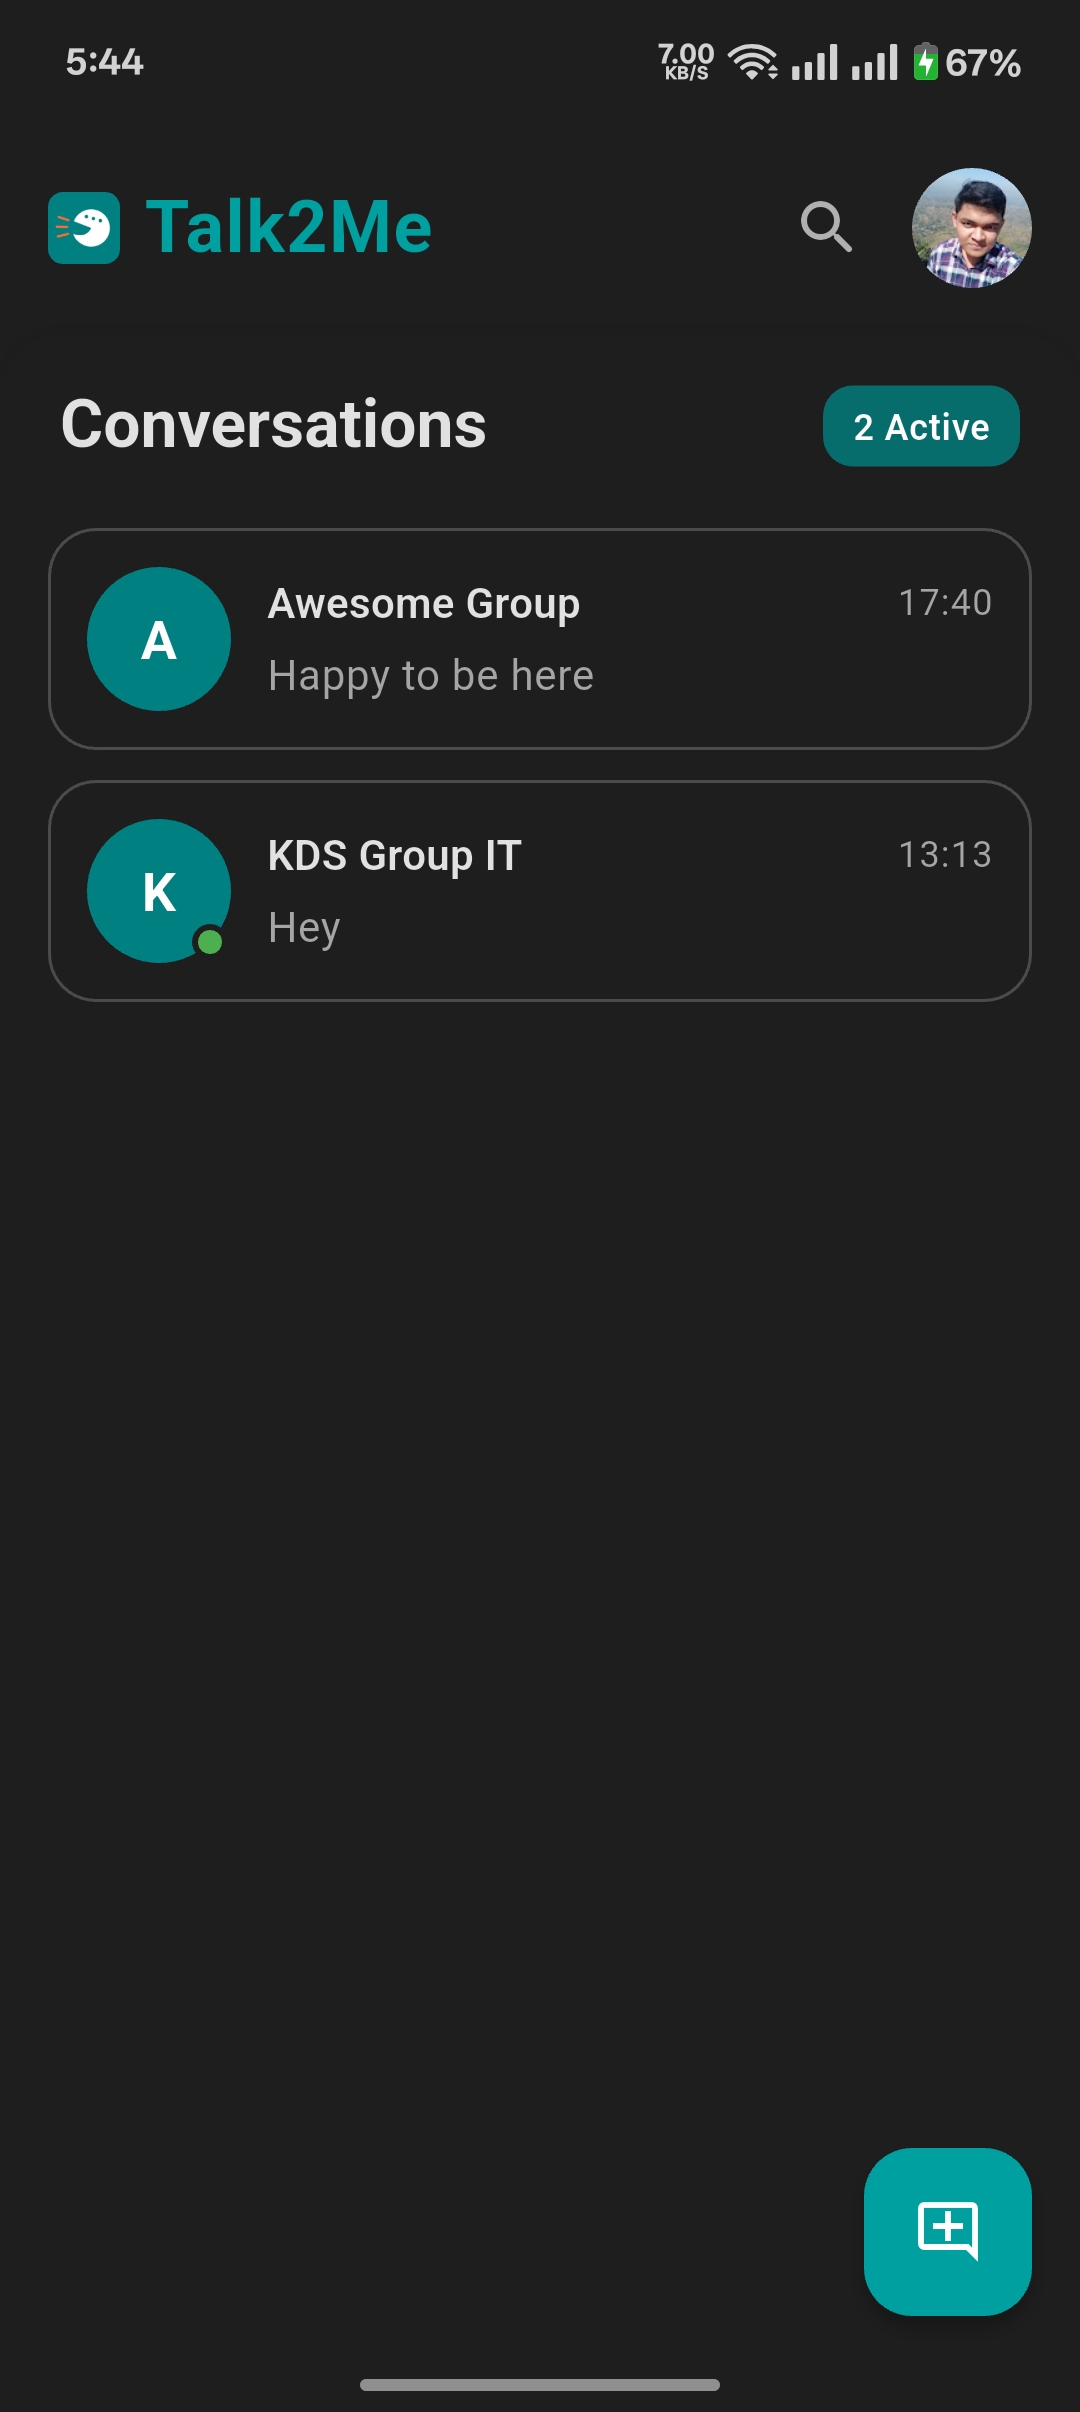 5:44
7.00
KB/S
67%
Talk2Me
Conversations
2 Active
A
Awesome Group
17:40
Happy to be here
K
KDS Group IT
13:13
Hey